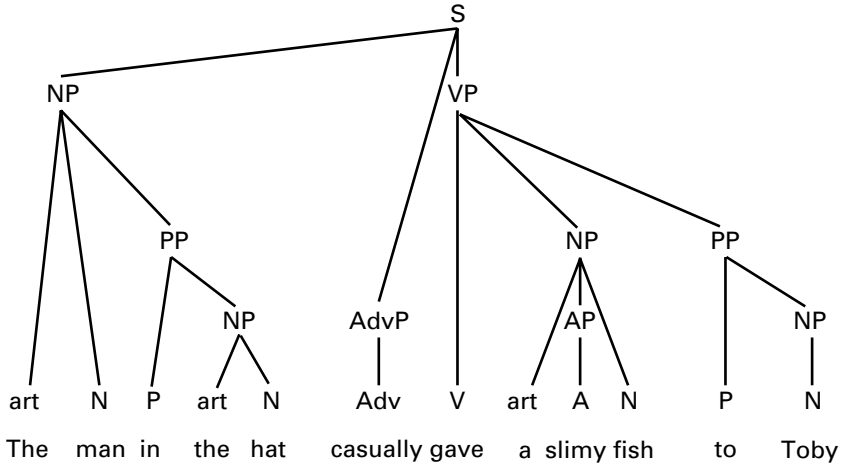 S
NP VP
PP NP PP
NP AdvP AP NP
art N P art N Adv V art A N P N
The man in the hat casually gave a slimy fish to Toby